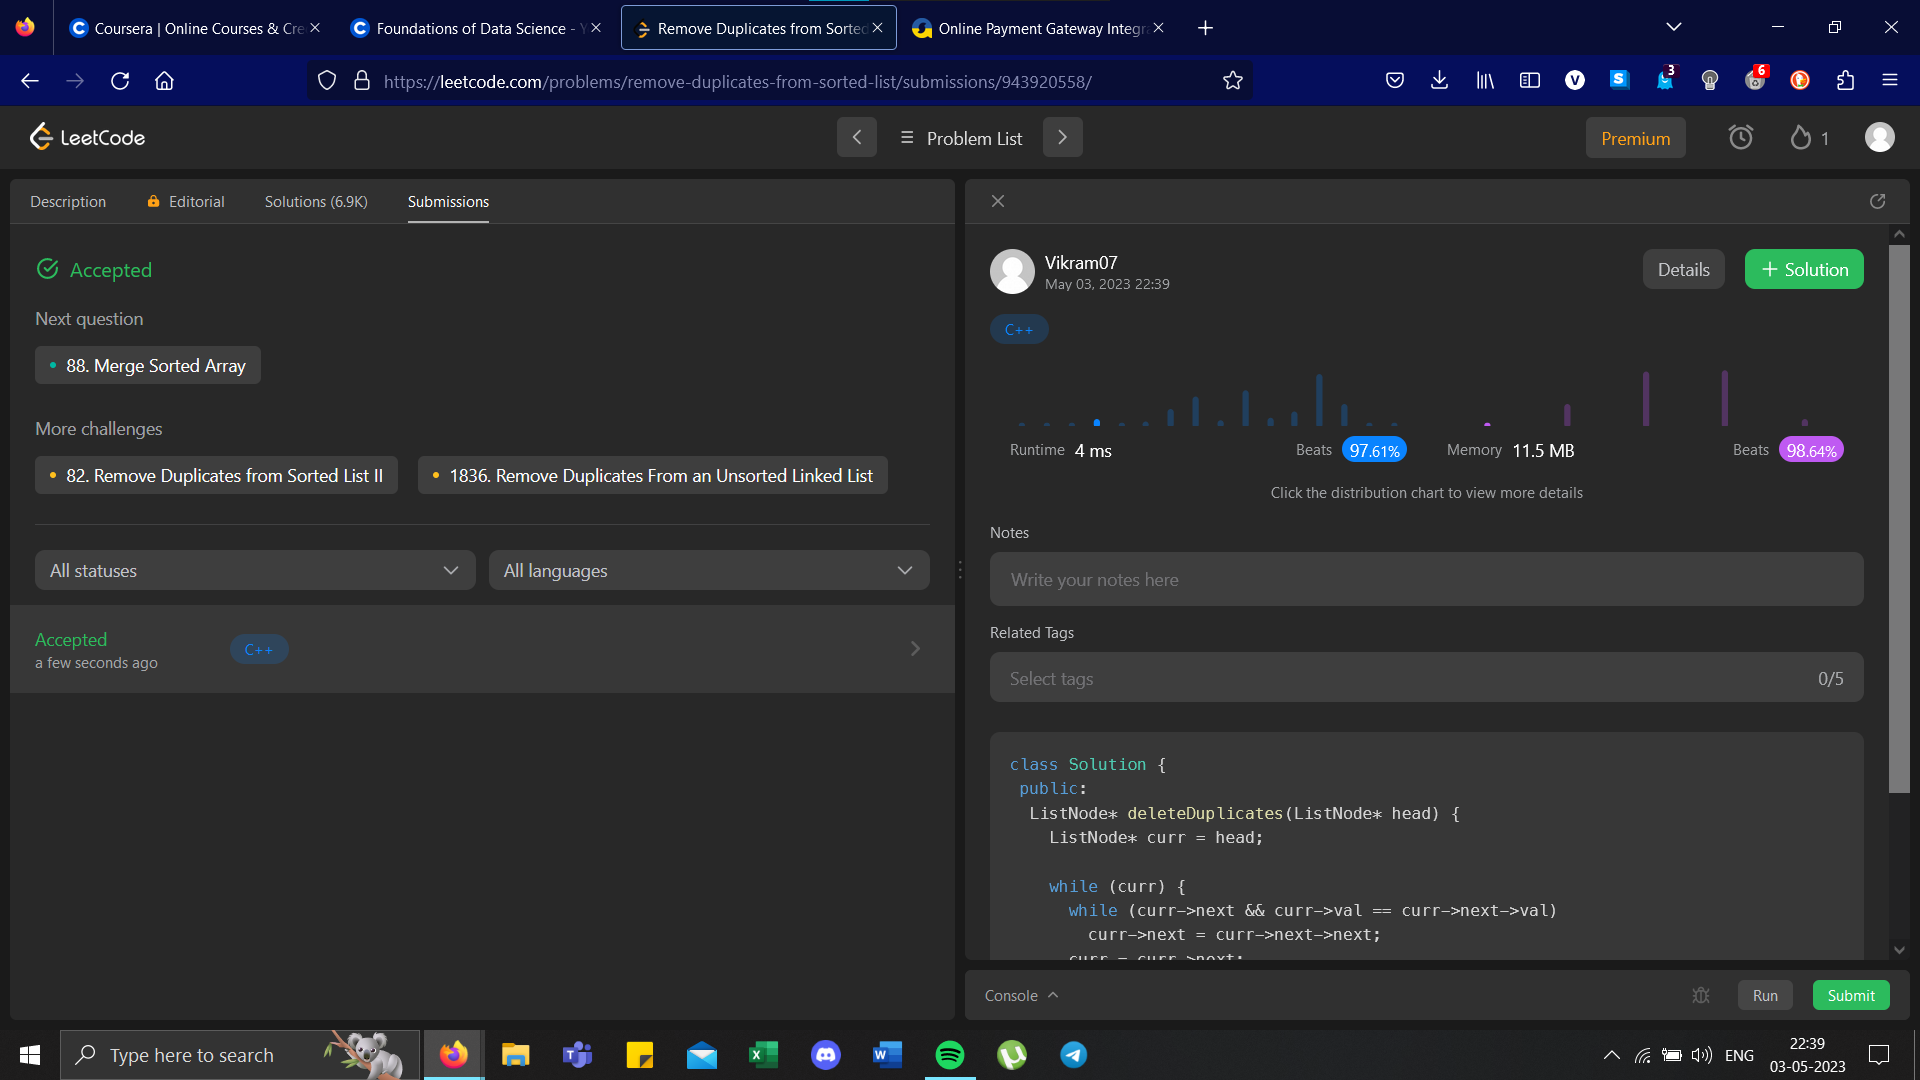 Coursera | Online Courses & Cre
Foundations of Data Science - Y
Remove Duplicates from Sorted
Online Payment Gateway Integr
https://leetcode.com/problems/remove-duplicates-from-sorted-list/submissions/943920558/
V
S
3
6
LeetCode
Problem List
Premium
1
Description
Editorial
Solutions (6.9K)
Submissions
Accepted
Next question
88. Merge Sorted Array
More challenges
82. Remove Duplicates from Sorted List II
1836. Remove Duplicates From an Unsorted Linked List
All statuses
All languages
Accepted
a few seconds ago
C++
Vikram07
May 03, 2023 22:39
Details
+ Solution
C++
Runtime 4 ms
Beats 97.61%
Memory 11.5 MB
Beats 98.64%
Click the distribution chart to view more details
Notes
Write your notes here
Related Tags
Select tags
0/5
class Solution {
public:
ListNode* deleteDuplicates(ListNode* head) {
ListNode* curr = head;
while (curr) {
while (curr->next && curr->val == curr->next->val)
curr->next = curr->next->next;
curr = curr->next;
Console
Run
Submit
Type here to search
ENG
22:39
03-05-2023